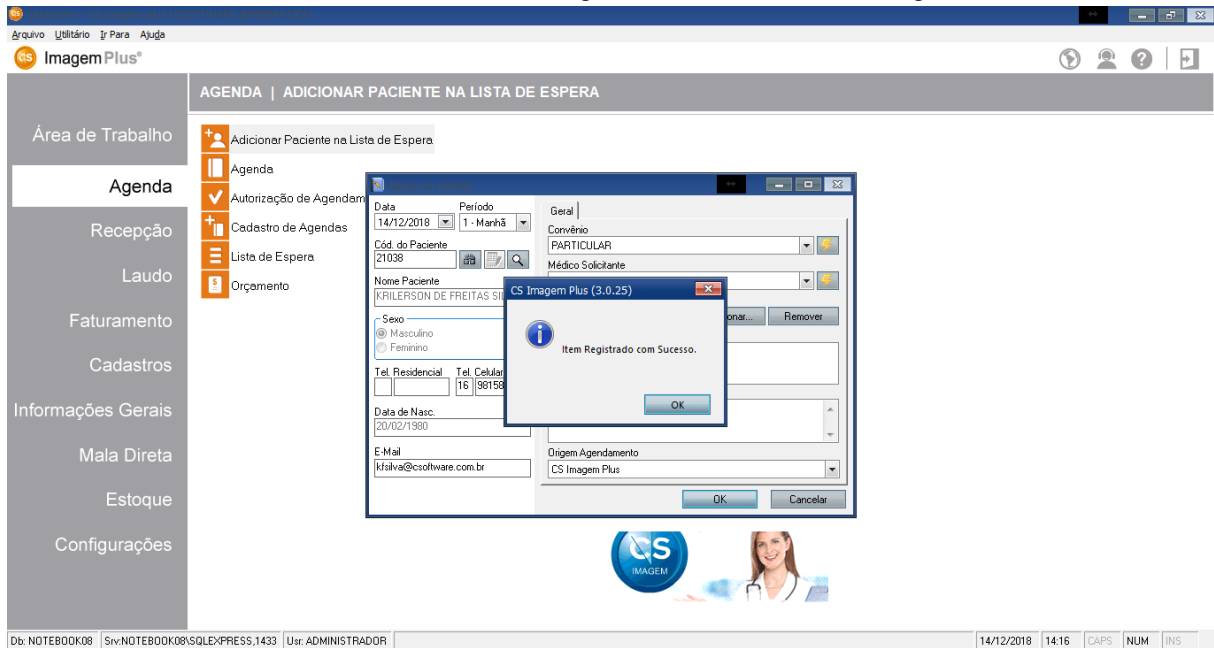 Arquivo Utilitário Ir Para Ajuda
CS ImagemPlus®
AGENDA | ADICIONAR PACIENTE NA LISTA DE ESPERA
Área de Trabalho
Agenda
Recepção
Laudo
Faturamento
Cadastros
Informações Gerais
Mala Direta
Estoque
Configurações
Adicionar Paciente na Lista de Espera
Agenda
Autorização de Agendam
Cadastro de Agendas
Lista de Espera
Orçamento
Data Período
14/12/2018 1 - Manhã
Cód. do Paciente
21038
Nome Paciente
KRILERSON DE FREITAS SIL
Sexo
Masculino
Feminino
Tel. Residencial Tel. Celular
16 98158
Data de Nasc.
20/02/1980
E-Mail
kfsilva@csoftware.com.br
Geral
Convênio
PARTICULAR
Médico Solicitante
onar... Remover
Origem Agendamento
CS Imagem Plus
OK Cancelar
CS Imagem Plus (3.0.25)
Item Registrado com Sucesso.
OK
CS
IMAGEM
Db: NOTEBOOK08 Srv:NOTEBOOK08\SQLEXPRESS,1433 Usr: ADMINISTRADOR 14/12/2018 14:16 CAPS NUM INS